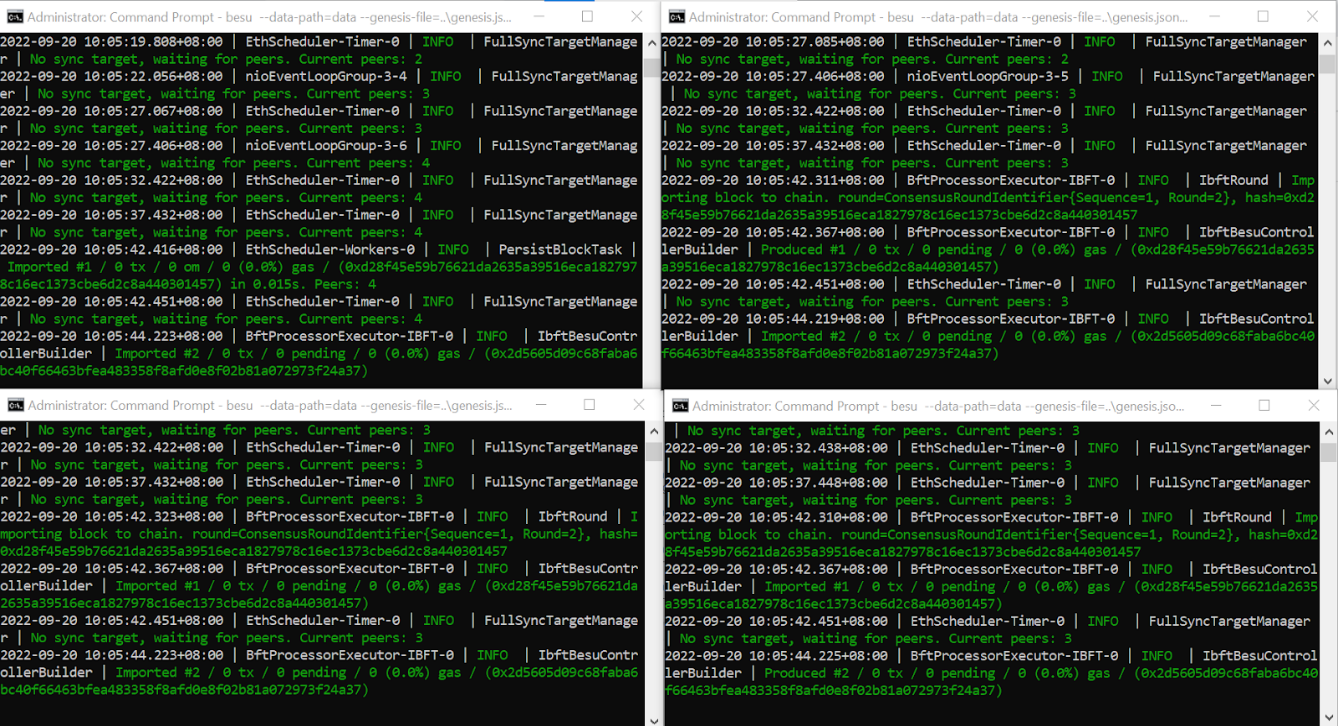 Administrator: Command Prompt - besu --data-path=data --genesis-file=..\genesis.js...
2022-09-20 10:05:19.808+08:00 | EthScheduler-Timer-0 | INFO | FullSyncTargetManage
r | No sync target, waiting for peers. Current peers: 2
2022-09-20 10:05:22.056+08:00 | nioEventLoopGroup-3-4 | INFO | FullSyncTargetManag
er | No sync target, waiting for peers. Current peers: 3
2022-09-20 10:05:27.067+08:00 | EthScheduler-Timer-0 | INFO | FullSyncTargetManage
r | No sync target, waiting for peers. Current peers: 3
2022-09-20 10:05:27.406+08:00 | nioEventLoopGroup-3-6 | INFO | FullSyncTargetManag
er | No sync target, waiting for peers. Current peers: 4
2022-09-20 10:05:32.422+08:00 | EthScheduler-Timer-0 | INFO | FullSyncTargetManage
r | No sync target, waiting for peers. Current peers: 4
2022-09-20 10:05:37.432+08:00 | EthScheduler-Timer-0 | INFO | FullSyncTargetManage
r | No sync target, waiting for peers. Current peers: 4
2022-09-20 10:05:42.416+08:00 | EthScheduler-Workers-0 | INFO | PersistBlockTask |
Imported #1 / 0 tx / 0 om / 0 (0.0%) gas / (0xd28f45e59b76621da2635a39516eca182797
8c16ec1373cbe6d2c8a440301457) in 0.015s. Peers: 4
2022-09-20 10:05:42.451+08:00 | EthScheduler-Timer-0 | INFO | FullSyncTargetManage
r | No sync target, waiting for peers. Current peers: 4
2022-09-20 10:05:44.223+08:00 | BftProcessorExecutor-IBFT-0 | INFO | IbftBesuContr
ollerBuilder | Imported #2 / 0 tx / 0 pending / 0 (0.0%) gas / (0x2d5605d09c68faba6
bc40f66463bfea483358f8afd0e8f02b81a072973f24a37)
Administrator: Command Prompt - besu --data-path=data --genesis-file=..\genesis.json...
2022-09-20 10:05:27.085+08:00 | EthScheduler-Timer-0 | INFO | FullSyncTargetManager
| No sync target, waiting for peers. Current peers: 2
2022-09-20 10:05:27.406+08:00 | nioEventLoopGroup-3-5 | INFO | FullSyncTargetManager
| No sync target, waiting for peers. Current peers: 3
2022-09-20 10:05:32.422+08:00 | EthScheduler-Timer-0 | INFO | FullSyncTargetManager
| No sync target, waiting for peers. Current peers: 3
2022-09-20 10:05:37.432+08:00 | EthScheduler-Timer-0 | INFO | FullSyncTargetManager
| No sync target, waiting for peers. Current peers: 3
2022-09-20 10:05:42.311+08:00 | BftProcessorExecutor-IBFT-0 | INFO | IbftRound | Imp
orting block to chain. round=ConsensusRoundIdentifier{Sequence=1, Round=2}, hash=0xd2
8f45e59b76621da2635a39516eca1827978c16ec1373cbe6d2c8a440301457
2022-09-20 10:05:42.367+08:00 | BftProcessorExecutor-IBFT-0 | INFO | IbftBesuControl
lerBuilder | Produced #1 / 0 tx / 0 pending / 0 (0.0%) gas / (0xd28f45e59b76621da2635
a39516eca1827978c16ec1373cbe6d2c8a440301457)
2022-09-20 10:05:42.451+08:00 | EthScheduler-Timer-0 | INFO | FullSyncTargetManager
| No sync target, waiting for peers. Current peers: 3
2022-09-20 10:05:44.219+08:00 | BftProcessorExecutor-IBFT-0 | INFO | IbftBesuControl
lerBuilder | Imported #2 / 0 tx / 0 pending / 0 (0.0%) gas / (0x2d5605d09c68faba6bc40
f66463bfea483358f8afd0e8f02b81a072973f24a37)
Administrator: Command Prompt - besu --data-path=data --genesis-file=..\genesis.js...
er | No sync target, waiting for peers. Current peers: 3
2022-09-20 10:05:32.422+08:00 | EthScheduler-Timer-0 | INFO | FullSyncTargetManage
r | No sync target, waiting for peers. Current peers: 3
2022-09-20 10:05:37.432+08:00 | EthScheduler-Timer-0 | INFO | FullSyncTargetManage
r | No sync target, waiting for peers. Current peers: 3
2022-09-20 10:05:42.323+08:00 | BftProcessorExecutor-IBFT-0 | INFO | IbftRound | I
mporting block to chain. round=ConsensusRoundIdentifier{Sequence=1, Round=2}, hash=
0xd28f45e59b76621da2635a39516eca1827978c16ec1373cbe6d2c8a440301457
2022-09-20 10:05:42.367+08:00 | BftProcessorExecutor-IBFT-0 | INFO | IbftBesuContr
ollerBuilder | Imported #1 / 0 tx / 0 pending / 0 (0.0%) gas / (0xd28f45e59b76621da
2635a39516eca1827978c16ec1373cbe6d2c8a440301457)
2022-09-20 10:05:42.451+08:00 | EthScheduler-Timer-0 | INFO | FullSyncTargetManage
r | No sync target, waiting for peers. Current peers: 3
2022-09-20 10:05:44.223+08:00 | BftProcessorExecutor-IBFT-0 | INFO | IbftBesuContr
ollerBuilder | Imported #2 / 0 tx / 0 pending / 0 (0.0%) gas / (0x2d5605d09c68faba6
bc40f66463bfea483358f8afd0e8f02b81a072973f24a37)
Administrator: Command Prompt - besu --data-path=data --genesis-file=..\genesis.jso...
| No sync target, waiting for peers. Current peers: 3
2022-09-20 10:05:32.438+08:00 | EthScheduler-Timer-0 | INFO | FullSyncTargetManager
| No sync target, waiting for peers. Current peers: 3
2022-09-20 10:05:37.448+08:00 | EthScheduler-Timer-0 | INFO | FullSyncTargetManager
| No sync target, waiting for peers. Current peers: 3
2022-09-20 10:05:42.310+08:00 | BftProcessorExecutor-IBFT-0 | INFO | IbftRound | Imp
orting block to chain. round=ConsensusRoundIdentifier{Sequence=1, Round=2}, hash=0xd2
8f45e59b76621da2635a39516eca1827978c16ec1373cbe6d2c8a440301457
2022-09-20 10:05:42.367+08:00 | BftProcessorExecutor-IBFT-0 | INFO | IbftBesuControl
lerBuilder | Imported #1 / 0 tx / 0 pending / 0 (0.0%) gas / (0xd28f45e59b76621da2635
a39516eca1827978c16ec1373cbe6d2c8a440301457)
2022-09-20 10:05:42.451+08:00 | EthScheduler-Timer-0 | INFO | FullSyncTargetManager
| No sync target, waiting for peers. Current peers: 3
2022-09-20 10:05:44.225+08:00 | BftProcessorExecutor-IBFT-0 | INFO | IbftBesuControl
lerBuilder | Produced #2 / 0 tx / 0 pending / 0 (0.0%) gas / (0x2d5605d09c68faba6bc40
f66463bfea483358f8afd0e8f02b81a072973f24a37)